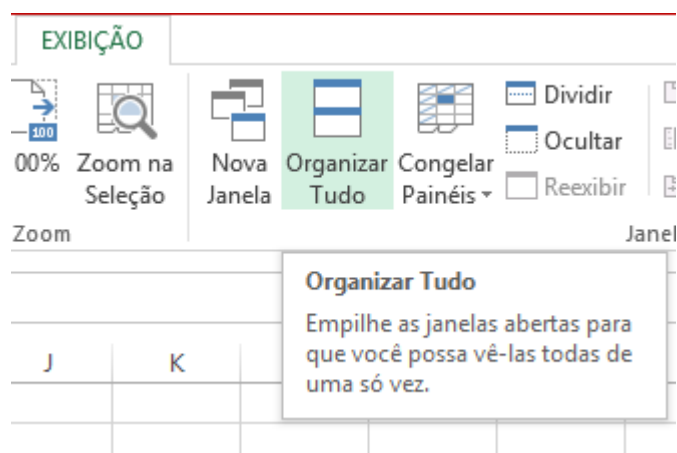 EXIBIÇÃO
100
00% Zoom na Seleção
Nova Janela
Organizar Tudo
Congelar Painéis
Dividir
Ocultar
Reexibir
Zoom
Janel
Organizar Tudo
Empilhe as janelas abertas para
que você possa vê-las todas de
uma só vez.
J K